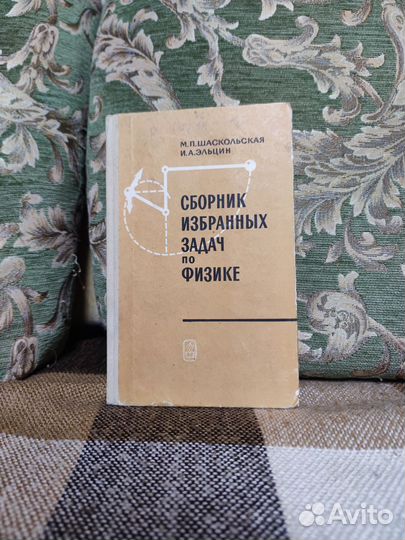 М.П.ШАСКОЛЬСКАЯ
И.А.ЭЛЬЦИН
СБОРНИК
ИЗБРАННЫХ
ЗАДАЧ
ПО
ФИЗИКЕ
Avito